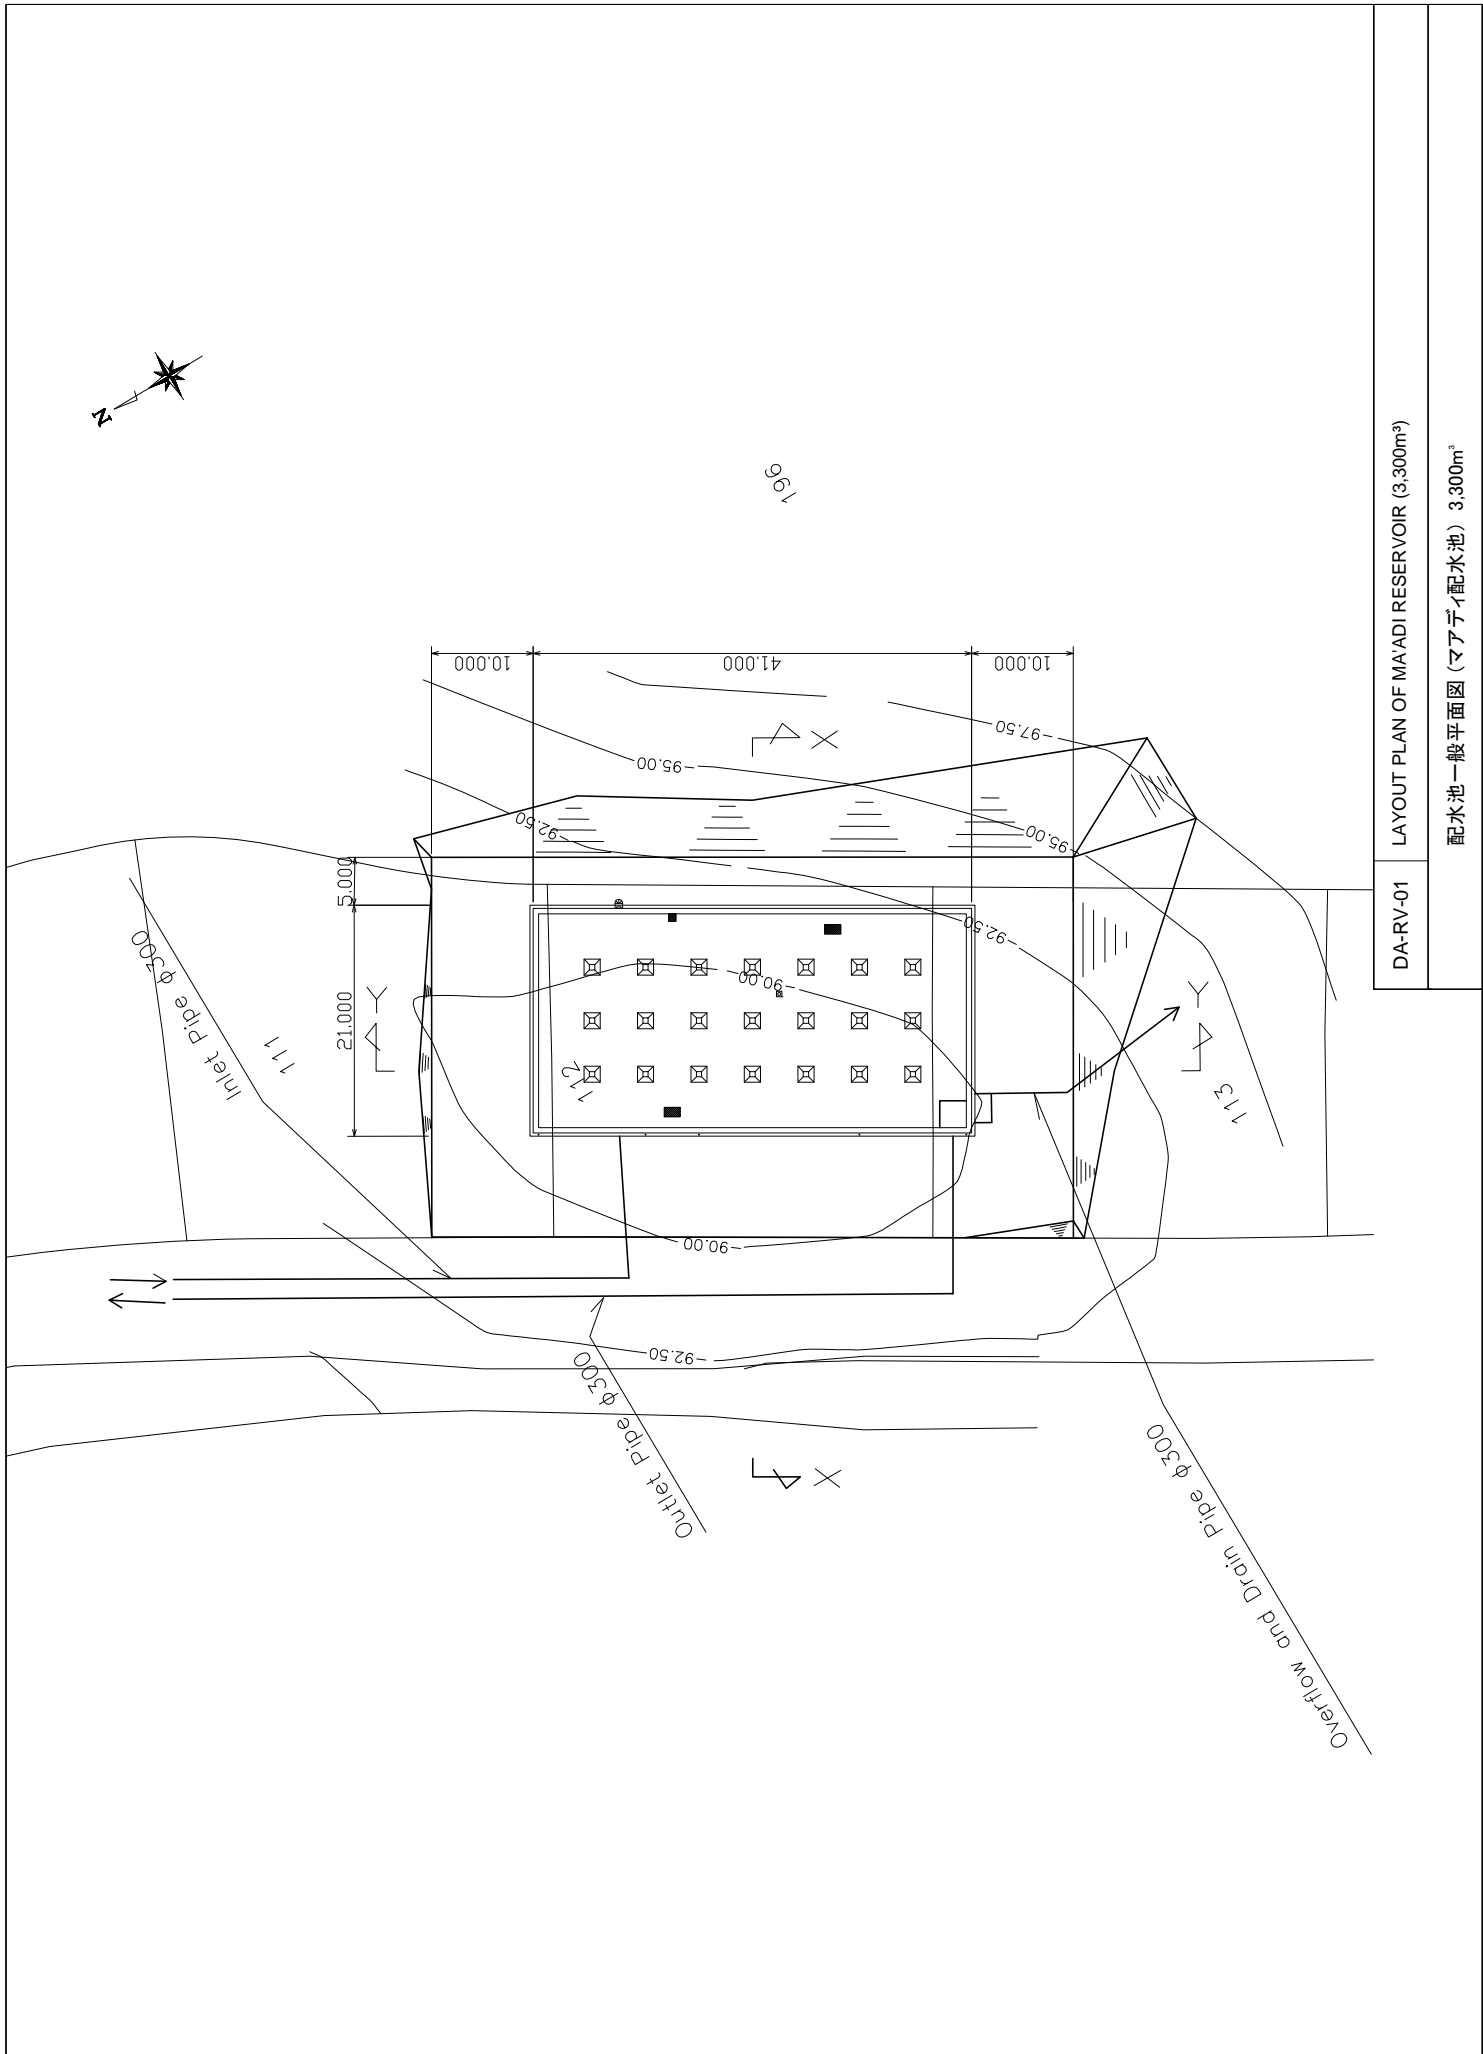 N
196
10.000
41.000
10.000
97.50
95.00
X
92.50
95.00
5.000
92.50
Inlet Pipe φ300
90.00
21.000
Y
Y
111
112
113
90.00
92.50
Outlet Pipe φ300
X
Overflow and Drain Pipe φ300
DA-RV-01
LAYOUT PLAN OF MA'ADI RESERVOIR (3,300m³)
配水池一般平面図（マアディ配水池） 3,300m³